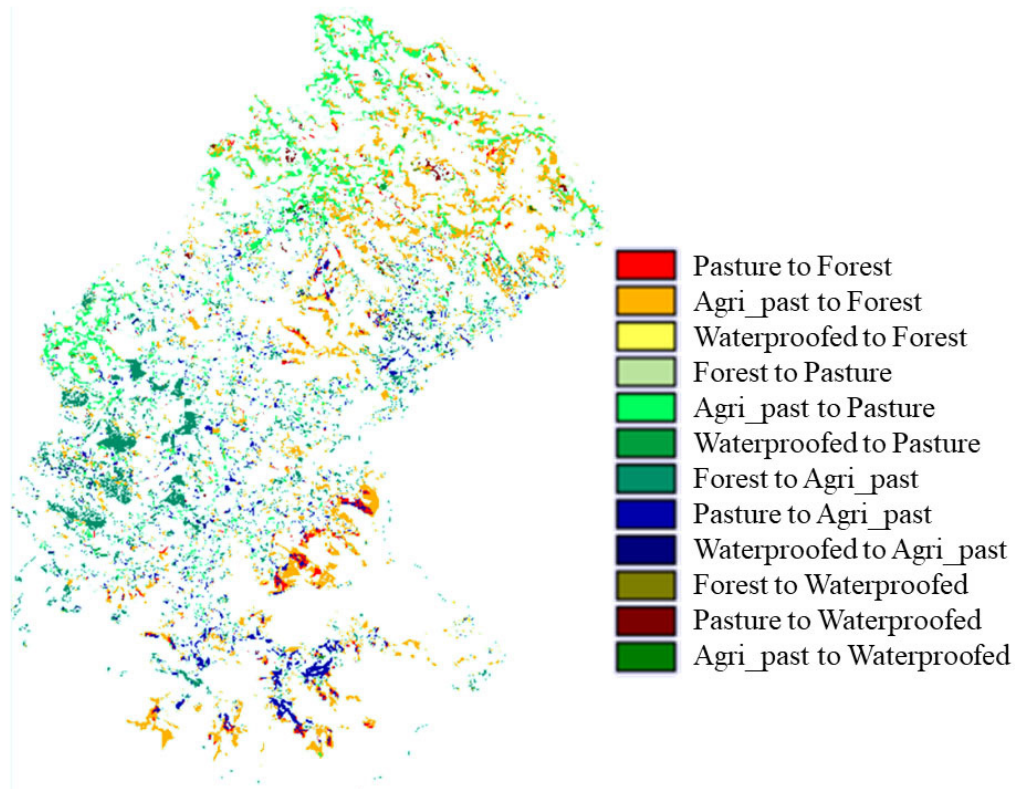 Pasture to Forest
Agri_past to Forest
Waterproofed to Forest
Forest to Pasture
Agri_past to Pasture
Waterproofed to Pasture
Forest to Agri_past
Pasture to Agri_past
Waterproofed to Agri_past
Forest to Waterproofed
Pasture to Waterproofed
Agri_past to Waterproofed